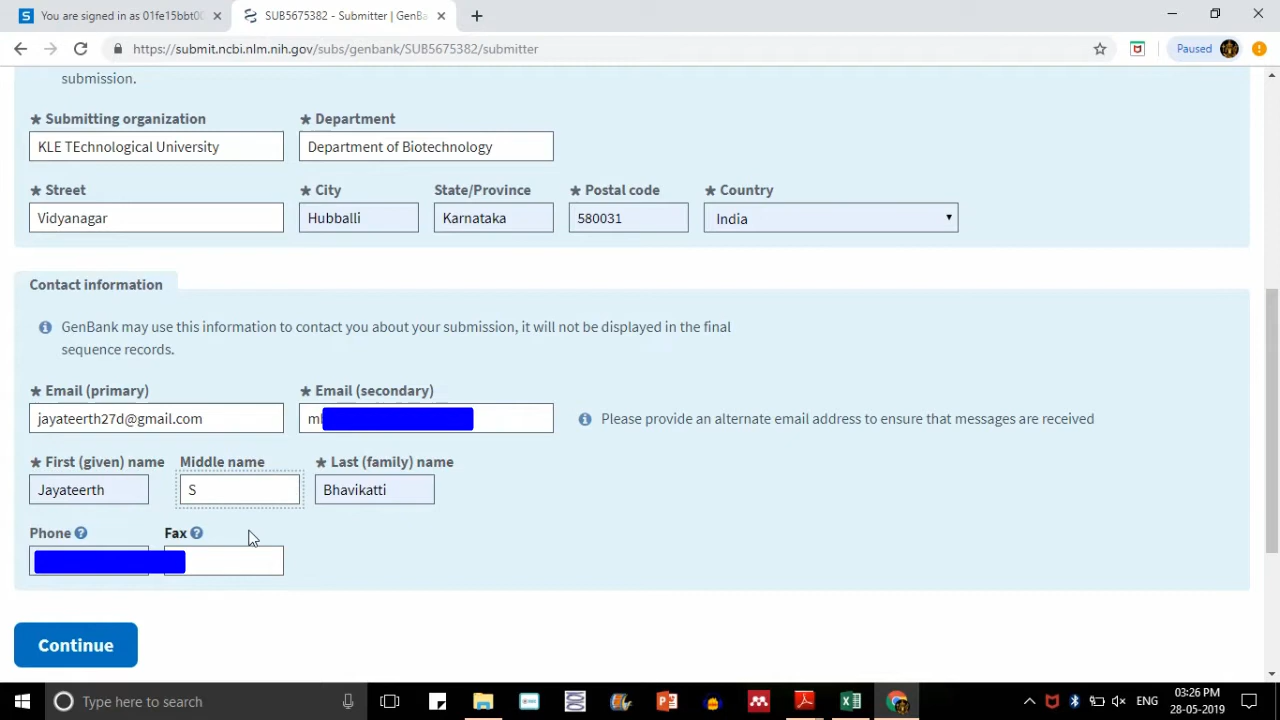 You are signed in as 01fe15bbt0
SUB5675382 - Submitter | GenBa
https://submit.ncbi.nlm.nih.gov/subs/genbank/SUB5675382/submitter
Paused
submission.
* Submitting organization * Department
KLE TEchnological University Department of Biotechnology
* Street * City State/Province * Postal code * Country
Vidyanagar Hubballi Karnataka 580031 India
Contact information
GenBank may use this information to contact you about your submission, it will not be displayed in the final
sequence records.
* Email (primary) * Email (secondary)
jayateerth27d@gmail.com Please provide an alternate email address to ensure that messages are received
* First (given) name Middle name * Last (family) name
Jayateerth S Bhavikatti
Phone Fax
Continue
Type here to search
ENG
03:26 PM
28-05-2019